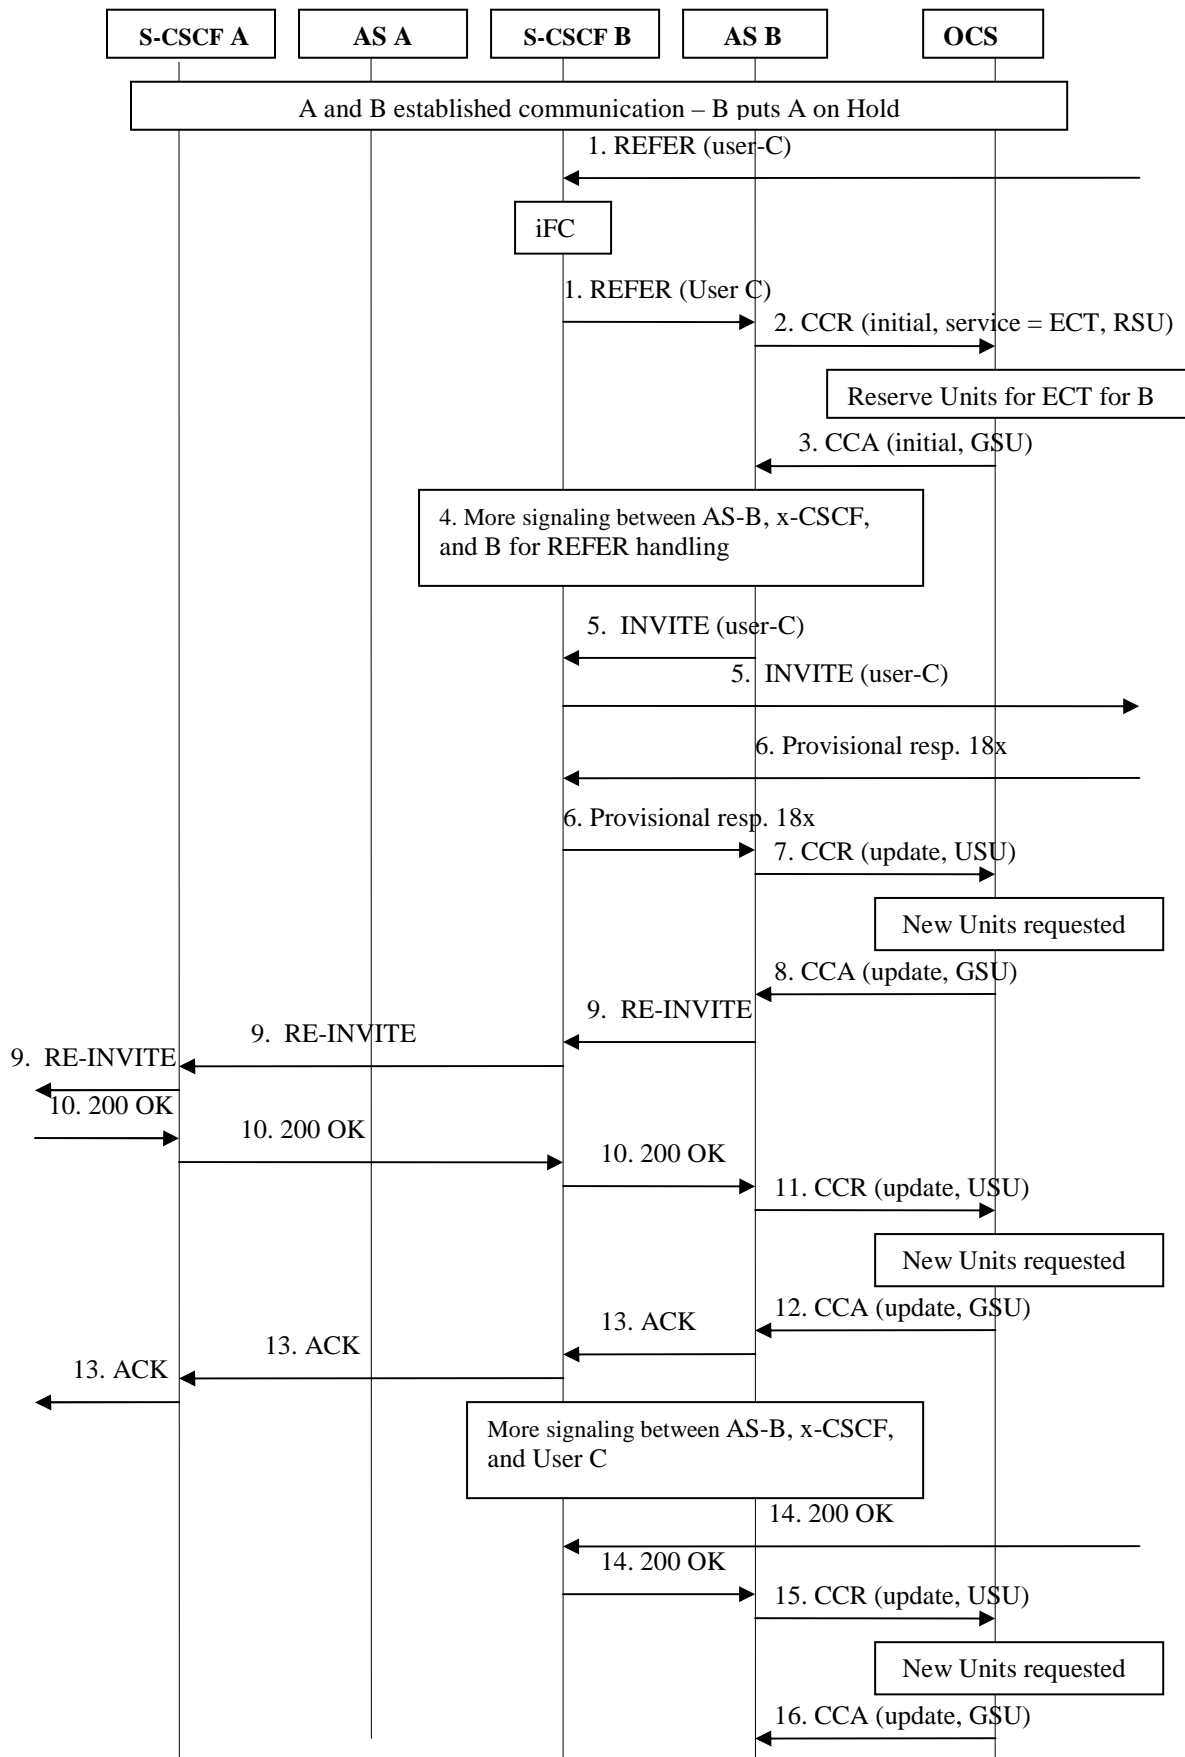 S-CSCF A
AS A
S-CSCF B
AS B
OCS
A and B established communication – B puts A on Hold
1. REFER (user-C)
iFC
1. REFER (User C)
2. CCR (initial, service = ECT, RSU)
Reserve Units for ECT for B
3. CCA (initial, GSU)
4. More signaling between AS-B, x-CSCF,
and B for REFER handling
5. INVITE (user-C)
5. INVITE (user-C)
6. Provisional resp. 18x
6. Provisional resp. 18x
7. CCR (update, USU)
New Units requested
8. CCA (update, GSU)
9. RE-INVITE
9. RE-INVITE
9. RE-INVITE
10. 200 OK
10. 200 OK
10. 200 OK
11. CCR (update, USU)
New Units requested
12. CCA (update, GSU)
13. ACK
13. ACK
13. ACK
More signaling between AS-B, x-CSCF,
and User C
14. 200 OK
14. 200 OK
15. CCR (update, USU)
New Units requested
16. CCA (update, GSU)